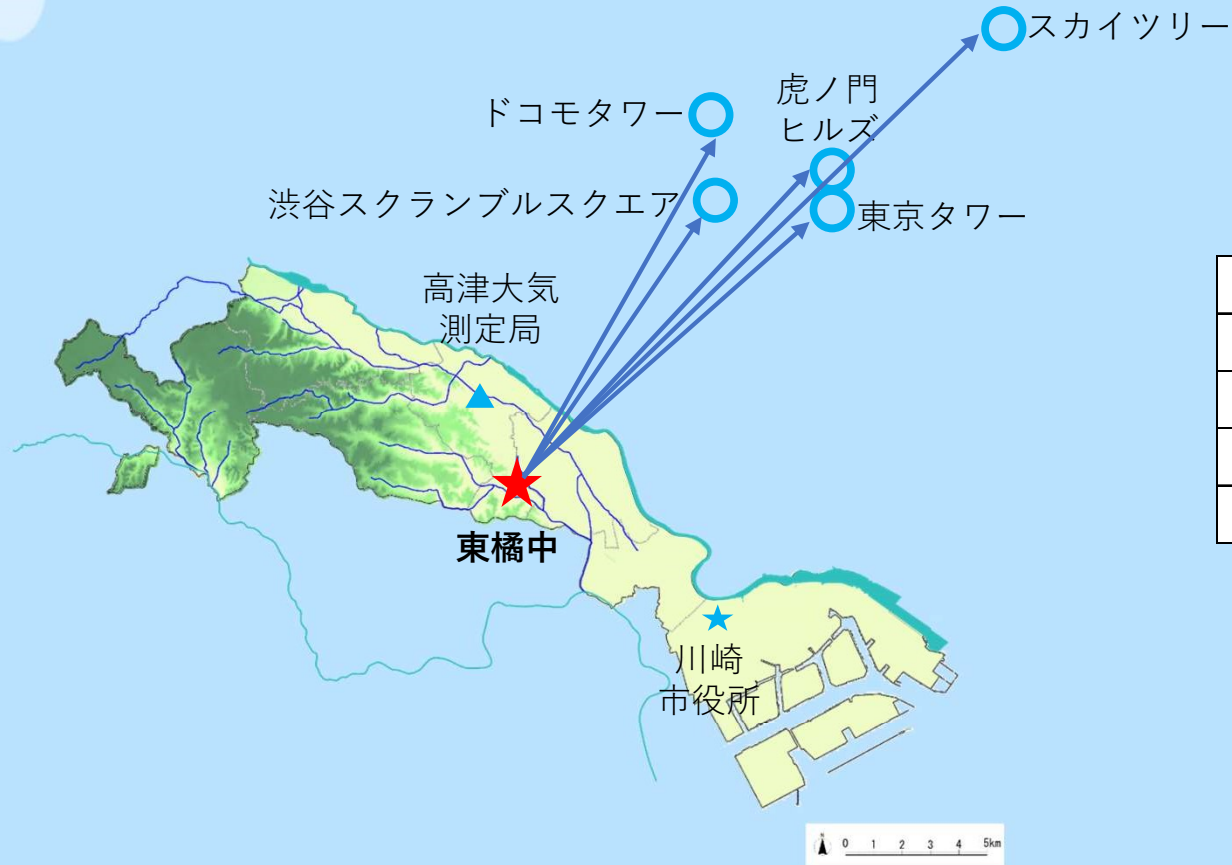 スカイツリー
ドコモタワー
虎ノ門
ヒルズ
渋谷スクランブルスクエア
東京タワー
高津大気
測定局
東橘中
川崎
市役所
N
0 1 2 3 4 5km